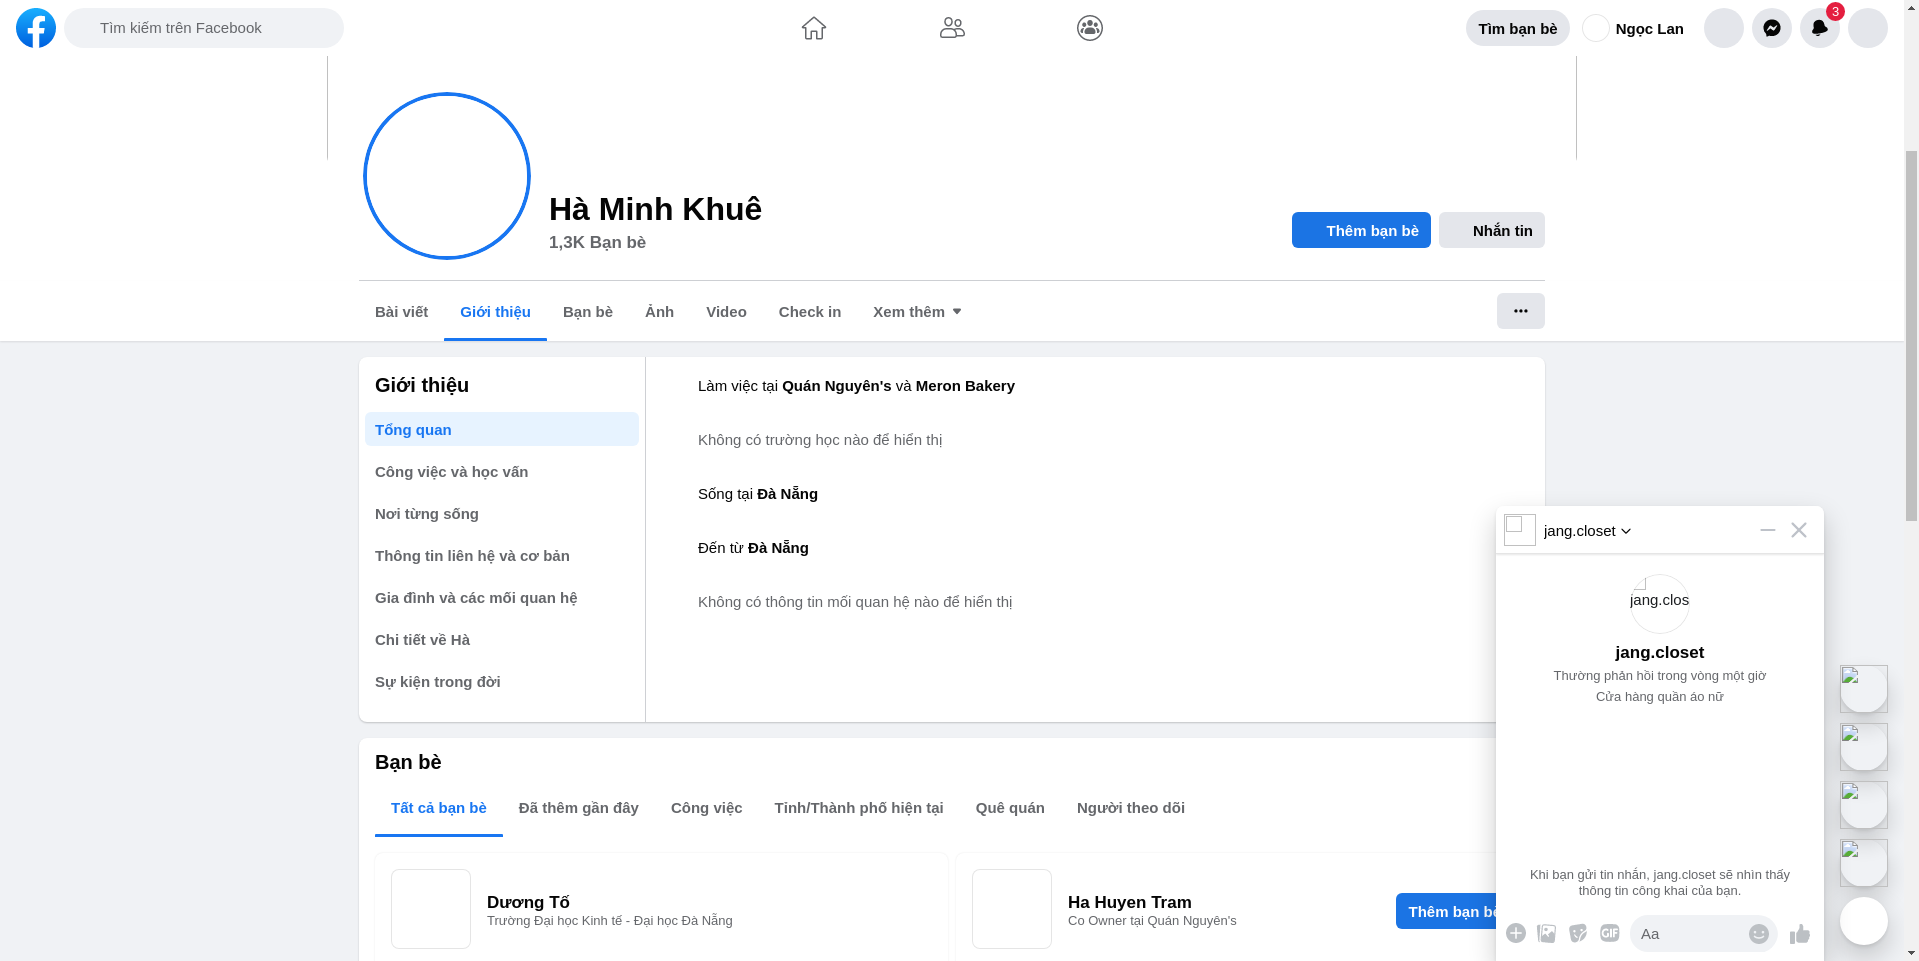 Tìm kiếm trên Facebook
Tìm bạn bè
Ngọc Lan
3
Hà Minh Khuê
1,3K Bạn bè
Thêm bạn bè
Nhắn tin
Bài viết
Giới thiệu
Bạn bè
Ảnh
Video
Check in
Xem thêm
Giới thiệu
Tổng quan
Công việc và học vấn
Nơi từng sống
Thông tin liên hệ và cơ bản
Gia đình và các mối quan hệ
Chi tiết về Hà
Sự kiện trong đời
Làm việc tại Quán Nguyên's và Meron Bakery
Không có trường học nào để hiển thị
Sống tại Đà Nẵng
Đến từ Đà Nẵng
Không có thông tin mối quan hệ nào để hiển thị
Bạn bè
Tất cả bạn bè
Đã thêm gần đây
Công việc
Tỉnh/Thành phố hiện tại
Quê quán
Người theo dõi
Dương Tố
Trường Đại học Kinh tế - Đại học Đà Nẵng
Ha Huyen Tram
Co Owner tại Quán Nguyên's
Thêm bạn bè
jang.closet
jang.clos
jang.closet
Thường phản hồi trong vòng một giờ
Cửa hàng quần áo nữ
Khi bạn gửi tin nhắn, jang.closet sẽ nhìn thấy
thông tin công khai của bạn.
GIF
Aa